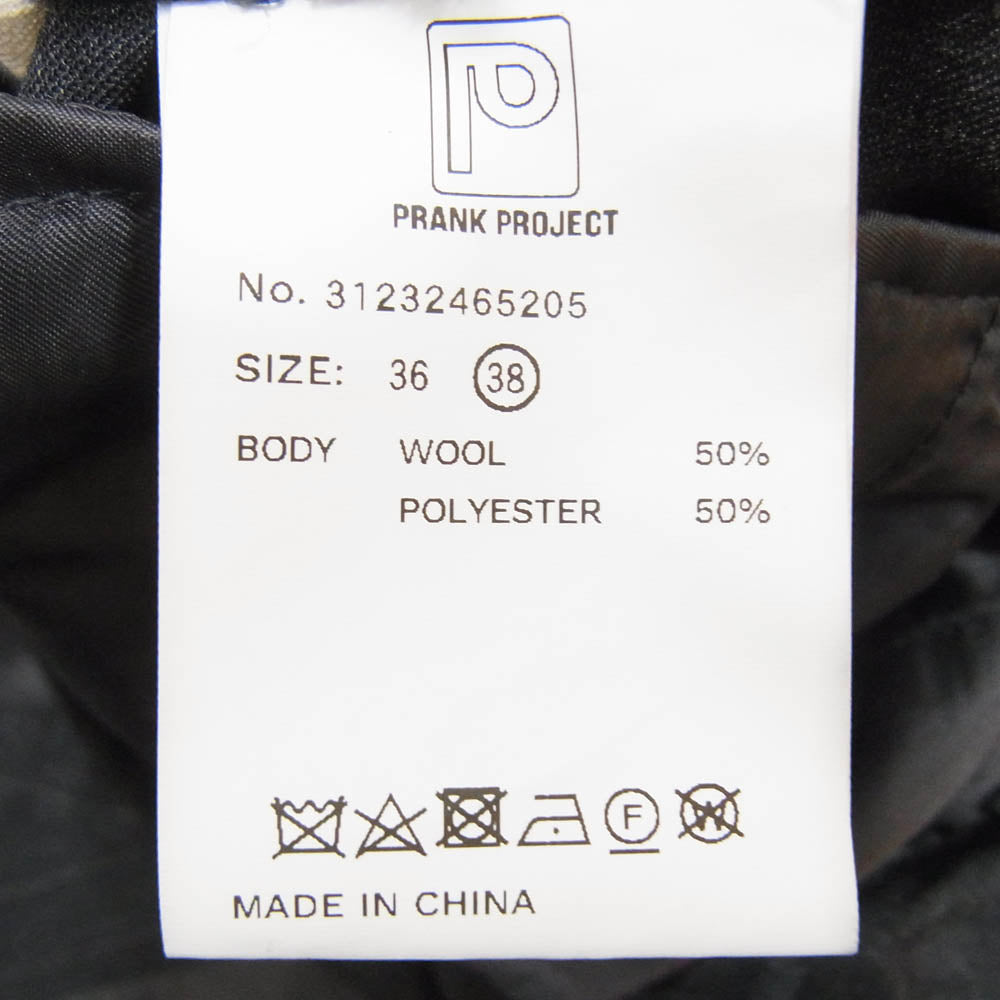 P
PRANK PROJECT
No. 31232465205
SIZE: 36 38
BODY WOOL 50%
POLYESTER 50%
F W
MADE IN CHINA